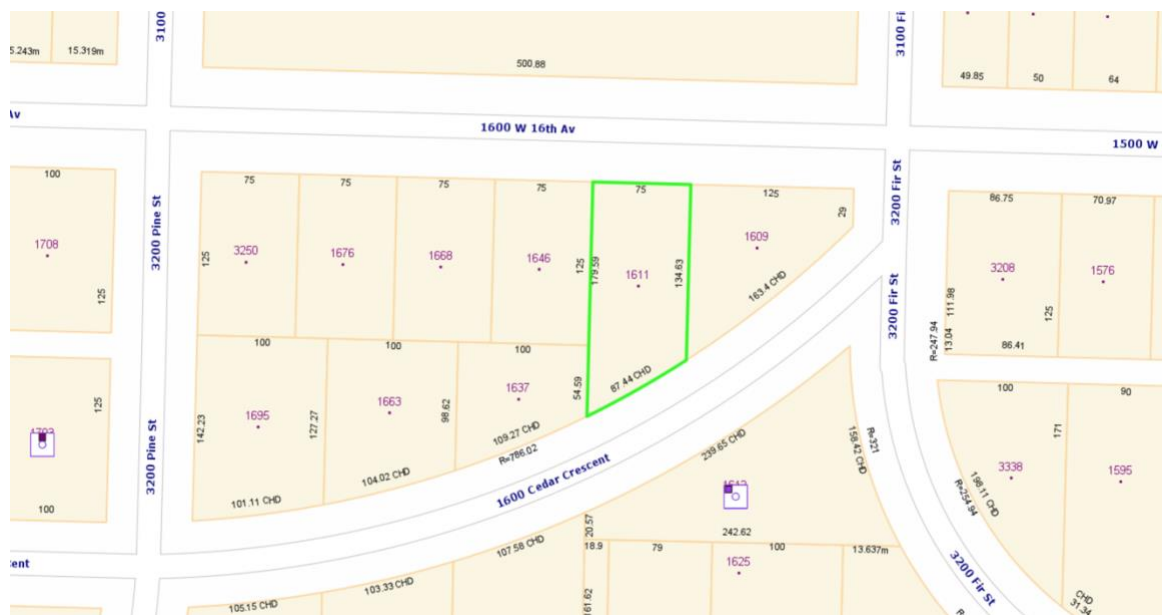 3100
3100 Fi
5.243m
15.319m
500.88
49.85
50
64
Av
1600 W 16th Av
1500 W
100
75
75
75
75
75
125
29
86.75
70.97
3200 Fir St
3200 Pine St
1708
3250
1676
1668
1646
1611
1609
3208
1576
125
125
125
179.59
134.63
163.4 CHD
3200 Fir St
111.98
125
13.04
R=247.94
86.41
100
100
100
100
90
87.44 CHD
54.59
1637
1695
1663
125
142.23
127.27
98.62
109.27 CHD
R=786.02
171
104.02 CHD
101.11 CHD
3200 Pine St
1600 Cedar Crescent
239.65 CHD
158.42 CHD
R=321
3338
1595
198.11 CHD
R=254.94
100
20.57
242.62
107.58 CHD
18.9
79
100
13.637m
ent
1625
3200 Fir St
103.33 CHD
105.15 CHD
161.62
CHD
31.34